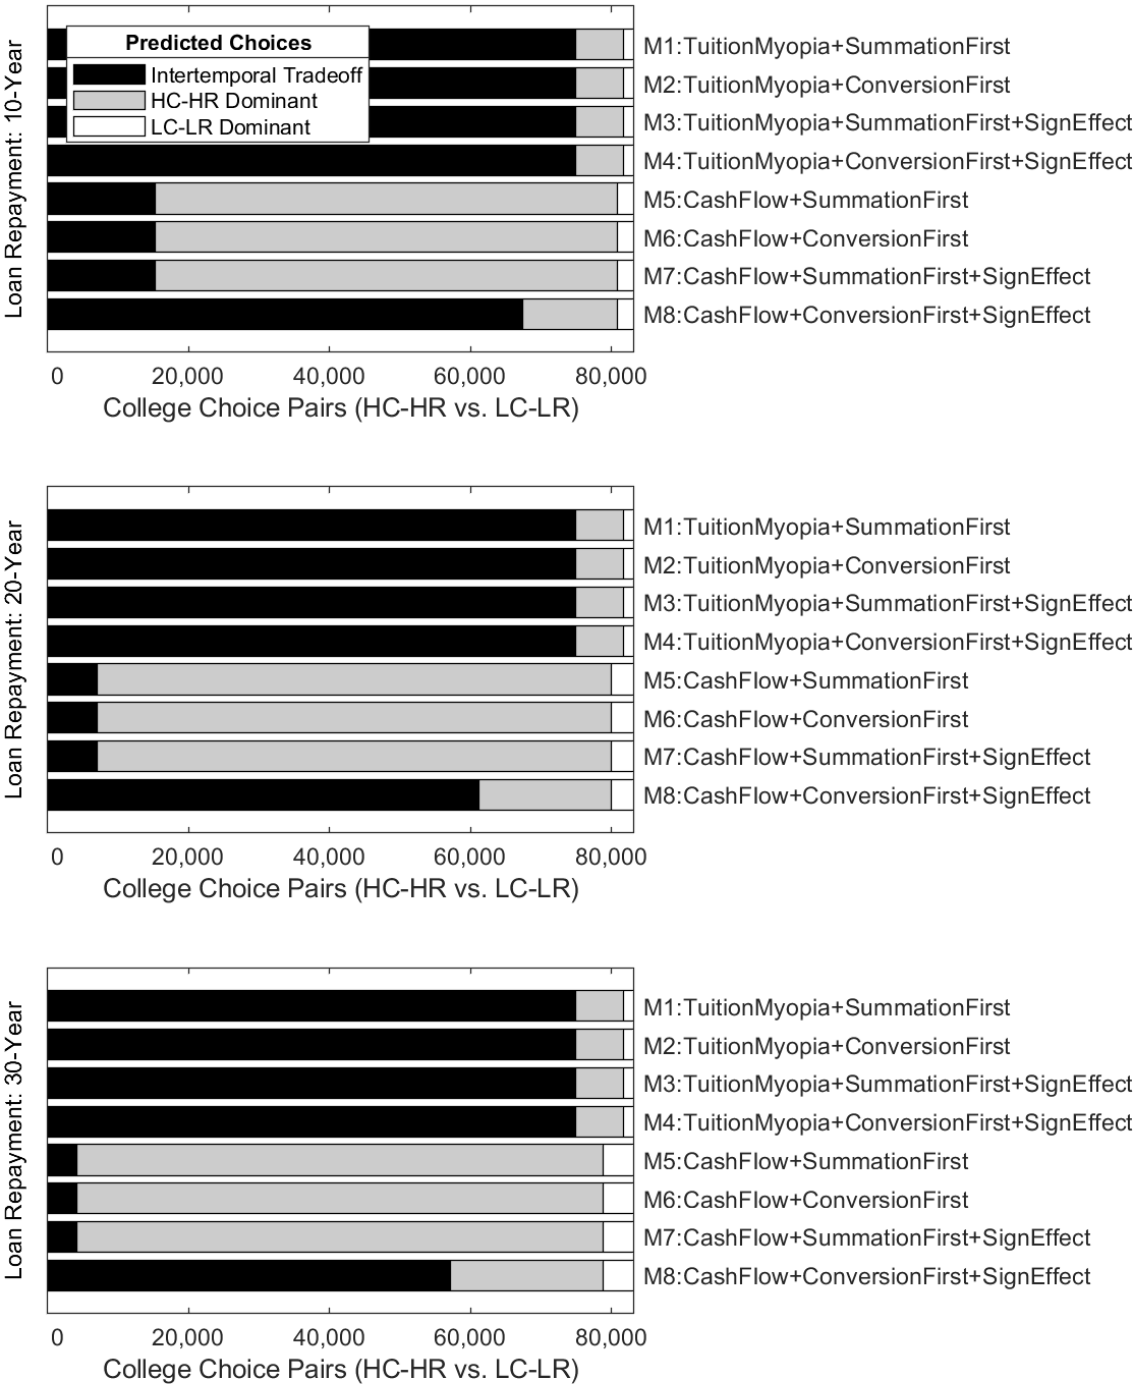 Loan Repayment: 10-Year
Predicted Choices
Intertemporal Tradeoff
HC-HR Dominant
LC-LR Dominant
M1:TuitionMyopia+SummationFirst
M2:TuitionMyopia+ConversionFirst
M3:TuitionMyopia+SummationFirst+SignEffect
M4:TuitionMyopia+ConversionFirst+SignEffect
M5:CashFlow+SummationFirst
M6:CashFlow+ConversionFirst
M7:CashFlow+SummationFirst+SignEffect
M8:CashFlow+ConversionFirst+SignEffect
0 20,000 40,000 60,000 80,000
College Choice Pairs (HC-HR vs. LC-LR)
Loan Repayment: 20-Year
M1:TuitionMyopia+SummationFirst
M2:TuitionMyopia+ConversionFirst
M3:TuitionMyopia+SummationFirst+SignEffect
M4:TuitionMyopia+ConversionFirst+SignEffect
M5:CashFlow+SummationFirst
M6:CashFlow+ConversionFirst
M7:CashFlow+SummationFirst+SignEffect
M8:CashFlow+ConversionFirst+SignEffect
0 20,000 40,000 60,000 80,000
College Choice Pairs (HC-HR vs. LC-LR)
Loan Repayment: 30-Year
M1:TuitionMyopia+SummationFirst
M2:TuitionMyopia+ConversionFirst
M3:TuitionMyopia+SummationFirst+SignEffect
M4:TuitionMyopia+ConversionFirst+SignEffect
M5:CashFlow+SummationFirst
M6:CashFlow+ConversionFirst
M7:CashFlow+SummationFirst+SignEffect
M8:CashFlow+ConversionFirst+SignEffect
0 20,000 40,000 60,000 80,000
College Choice Pairs (HC-HR vs. LC-LR)